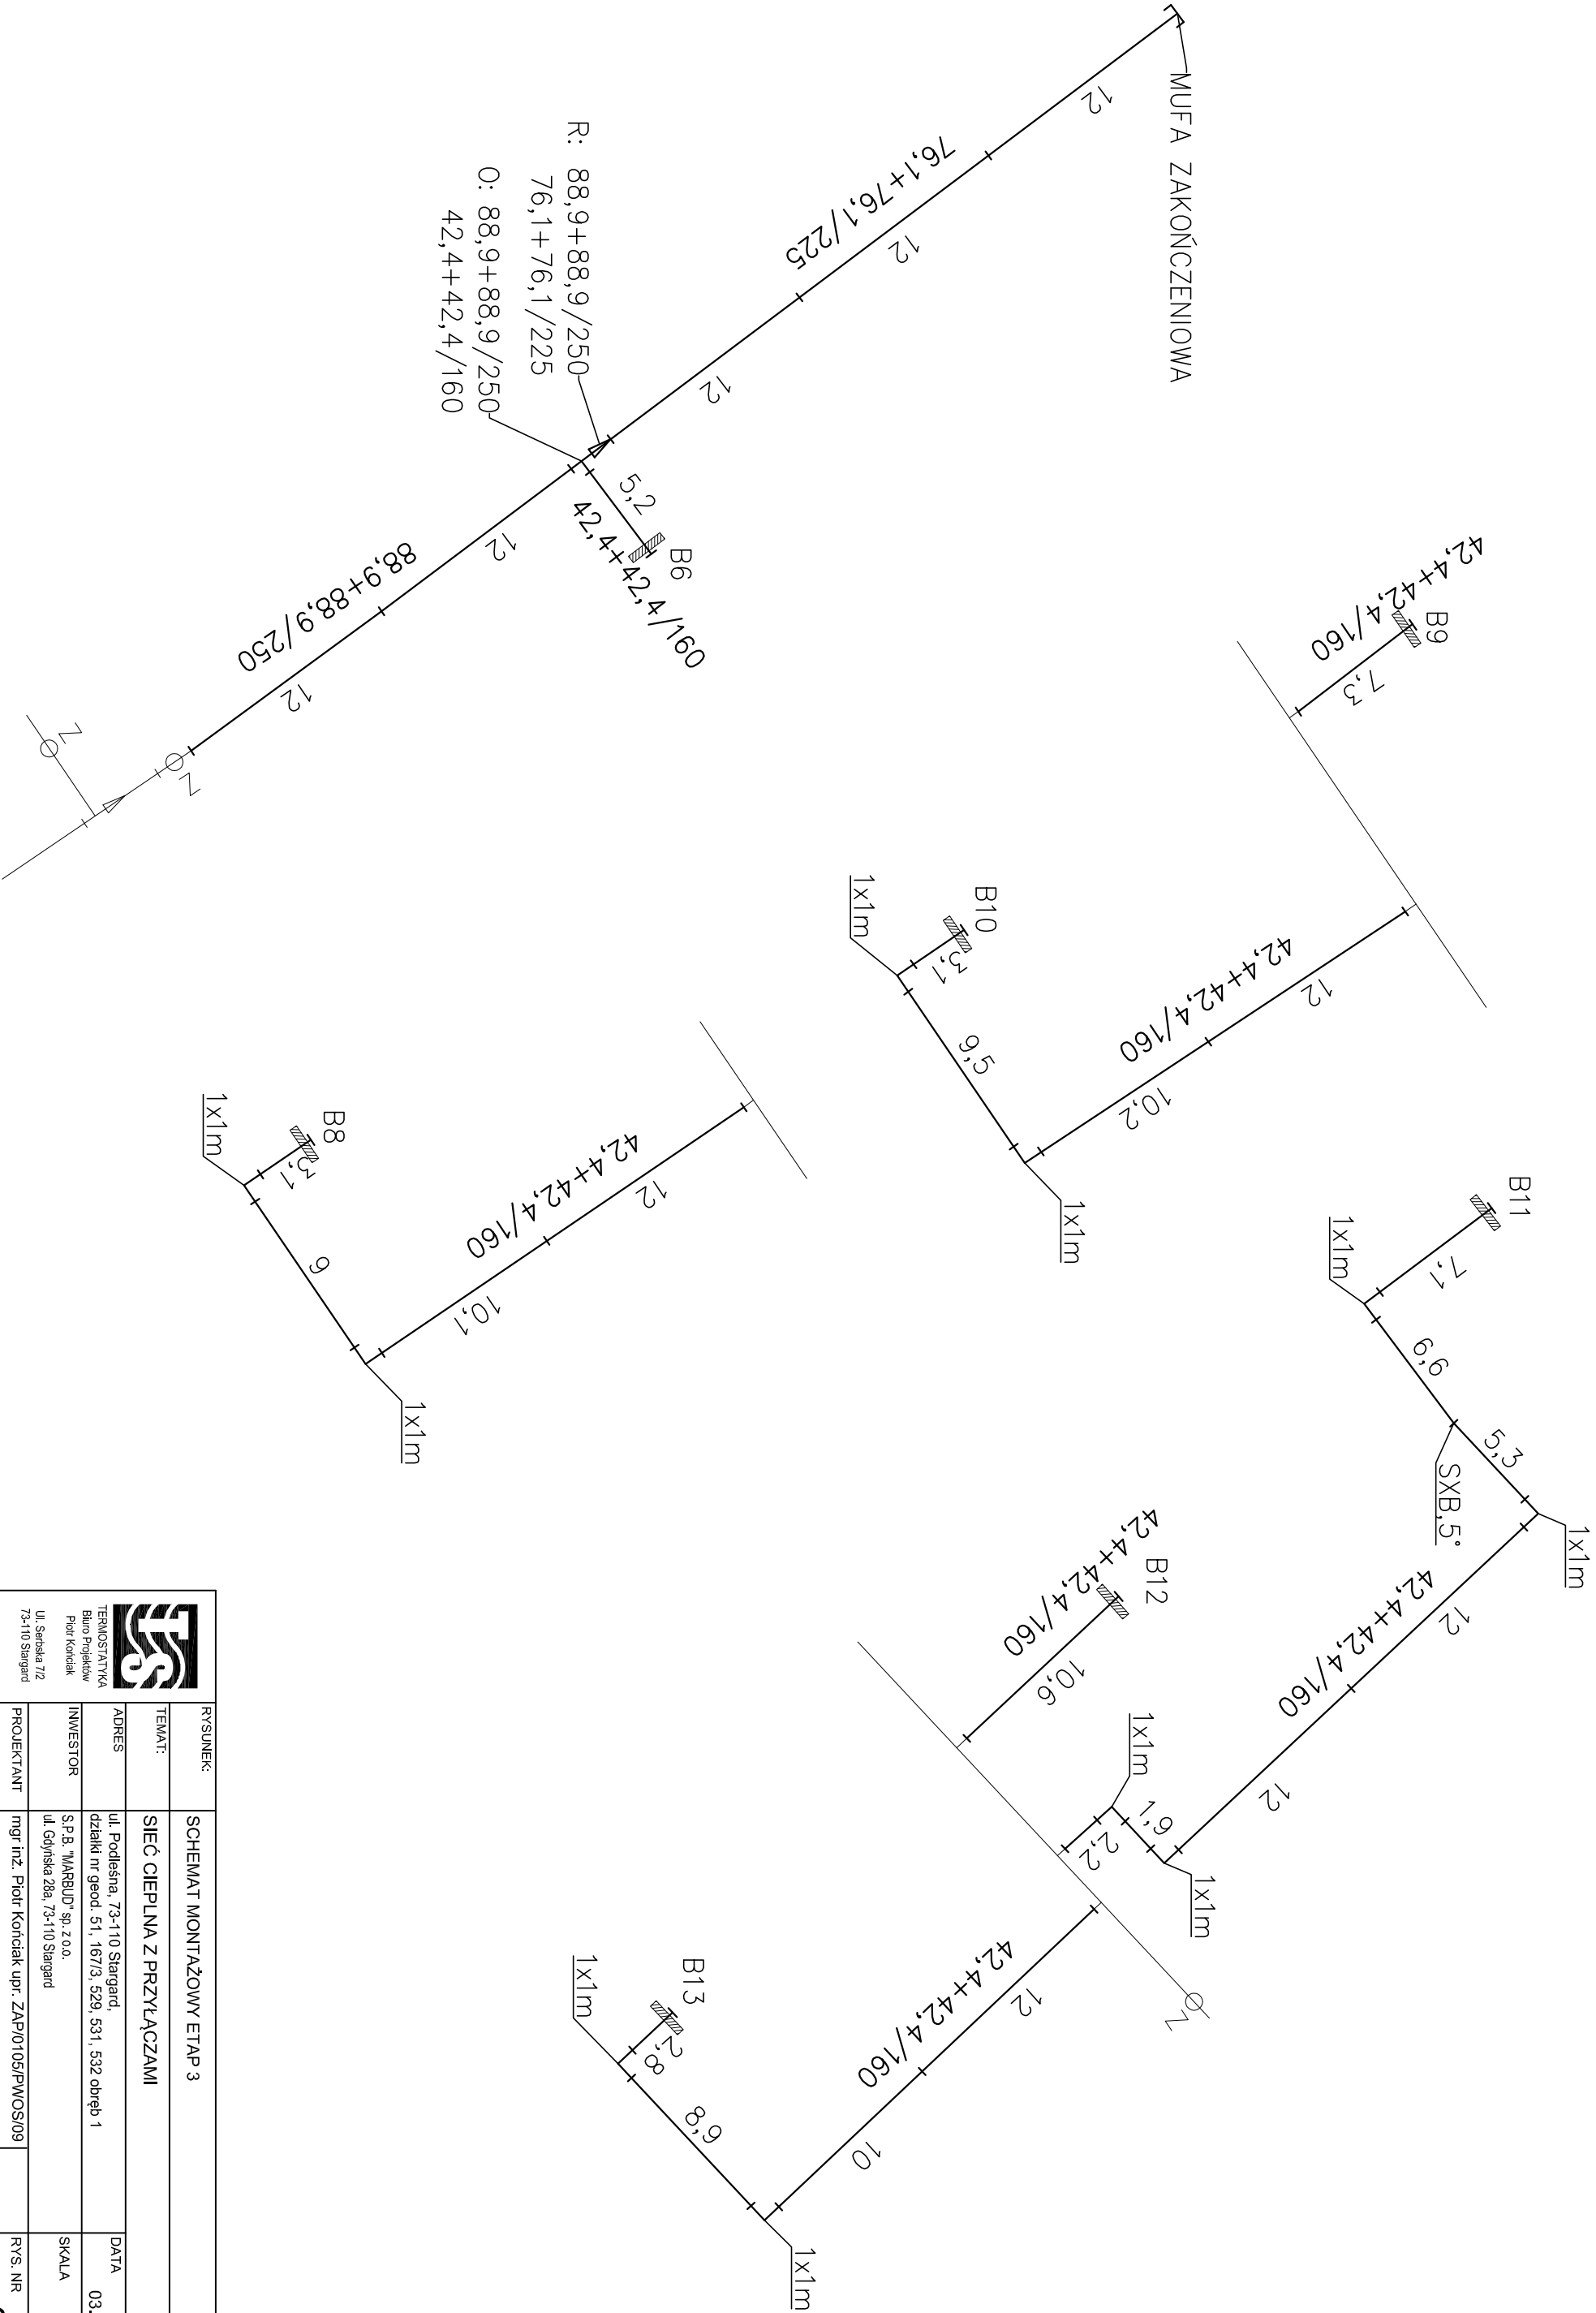 MUFA ZAKOŃCZENIOWA
12
76,1+76,1/225
12
12
R: 88,9+88,9/250
76,1+76,1/225
O: 88,9+88,9/250
42,4+42,4/160
5,2
42,4+42,4/160
B6
12
88,9+88,9/250
12
Z
Z
B9
42,4+42,4/160
7,3
B10
3,1
1x1m
9,5
1x1m
10,2
42,4+42,4/160
12
B8
3,1
1x1m
9
1x1m
10,1
42,4+42,4/160
12
B11
7,1
1x1m
9,9
SXB,5°
5,3
1x1m
12
42,4+42,4/160
12
1x1m
1,9
1x1m
2,2
B12
42,4+42,4/160
10,6
Z
B13
2,8
1x1m
8,9
1x1m
10
42,4+42,4/160
12
TERMOSTATYKA
Biuro Projektów
Piotr Kończak
Ul. Serbska 7/2
73-110 Stargard
RYSUNEK:
SCHEMAT MONTAŻOWY ETAP 3
TEMAT:
SIEĆ CIEPLNA Z PRZYŁĄCZAMI
ADRES
ul. Podleśna, 73-110 Stargard,
działki nr geod. 51, 167/3, 529, 531, 532 obręb 1
DATA
03.
INWESTOR
S.P.B. "MARBUD" sp. z o.o.
ul. Gdyńska 28a, 73-110 Stargard
SKALA
PROJEKTANT
mgr inż. Piotr Kończak upr. ZAP/0105/PWOS/09
RYS. NR